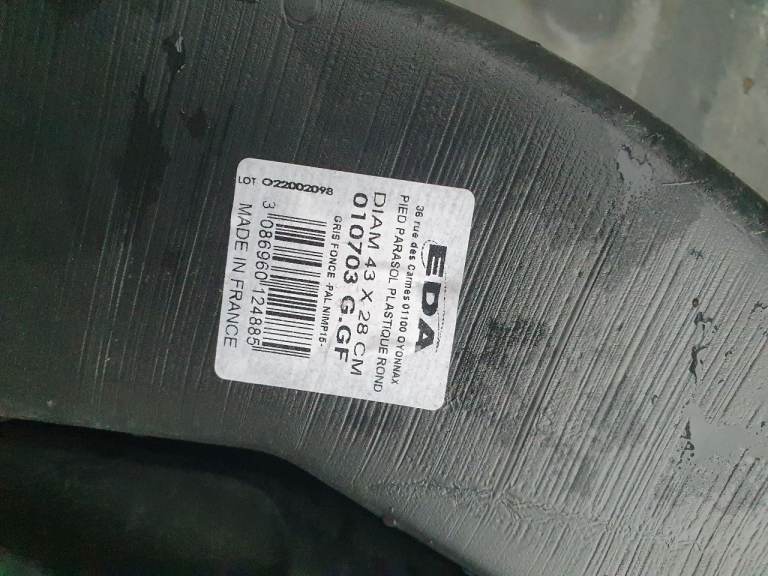 EDA
36 rue des Carmes 01100 OYONNAX
PIED PARASOL PLASTIQUE ROND
DIAM 43 X 28 CM
010703 G.GF
GRIS FONCE -PAL.NIMP15-
3 086960 124885
MADE IN FRANCE
LOT O22002098